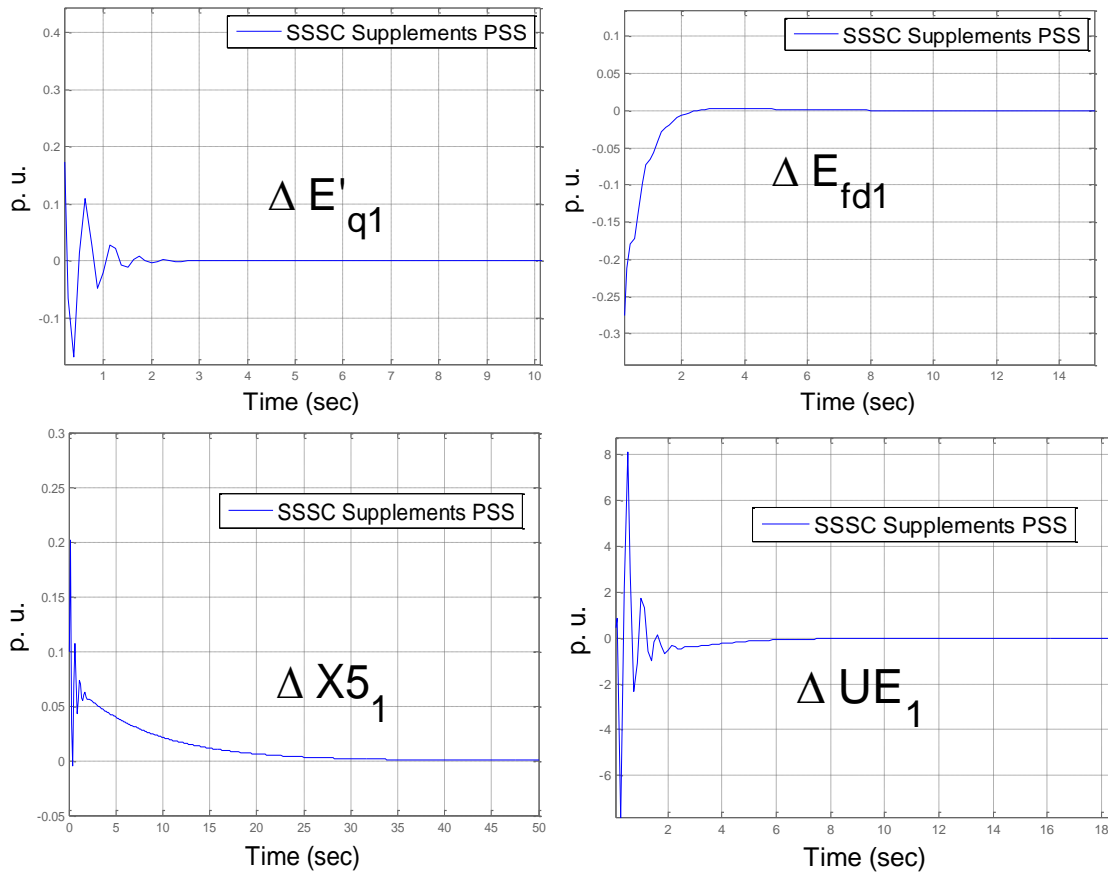 SSSC Supplements PSS
0.4
0.3
0.2
0.1
0
-0.1
p. u.
Δ E'q1
1 2 3 4 5 6 7 8 9 10
Time (sec)
SSSC Supplements PSS
0.1
0.05
0
-0.05
-0.1
-0.15
-0.2
-0.25
-0.3
p. u.
Δ Efd1
2 4 6 8 10 12 14
Time (sec)
SSSC Supplements PSS
0.3
0.25
0.2
0.15
0.1
0.05
0
-0.05
p. u.
Δ X51
0 5 10 15 20 25 30 35 40 45 50
Time (sec)
SSSC Supplements PSS
8
6
4
2
0
-2
-4
-6
p. u.
Δ UE1
2 4 6 8 10 12 14 16 18
Time (sec)